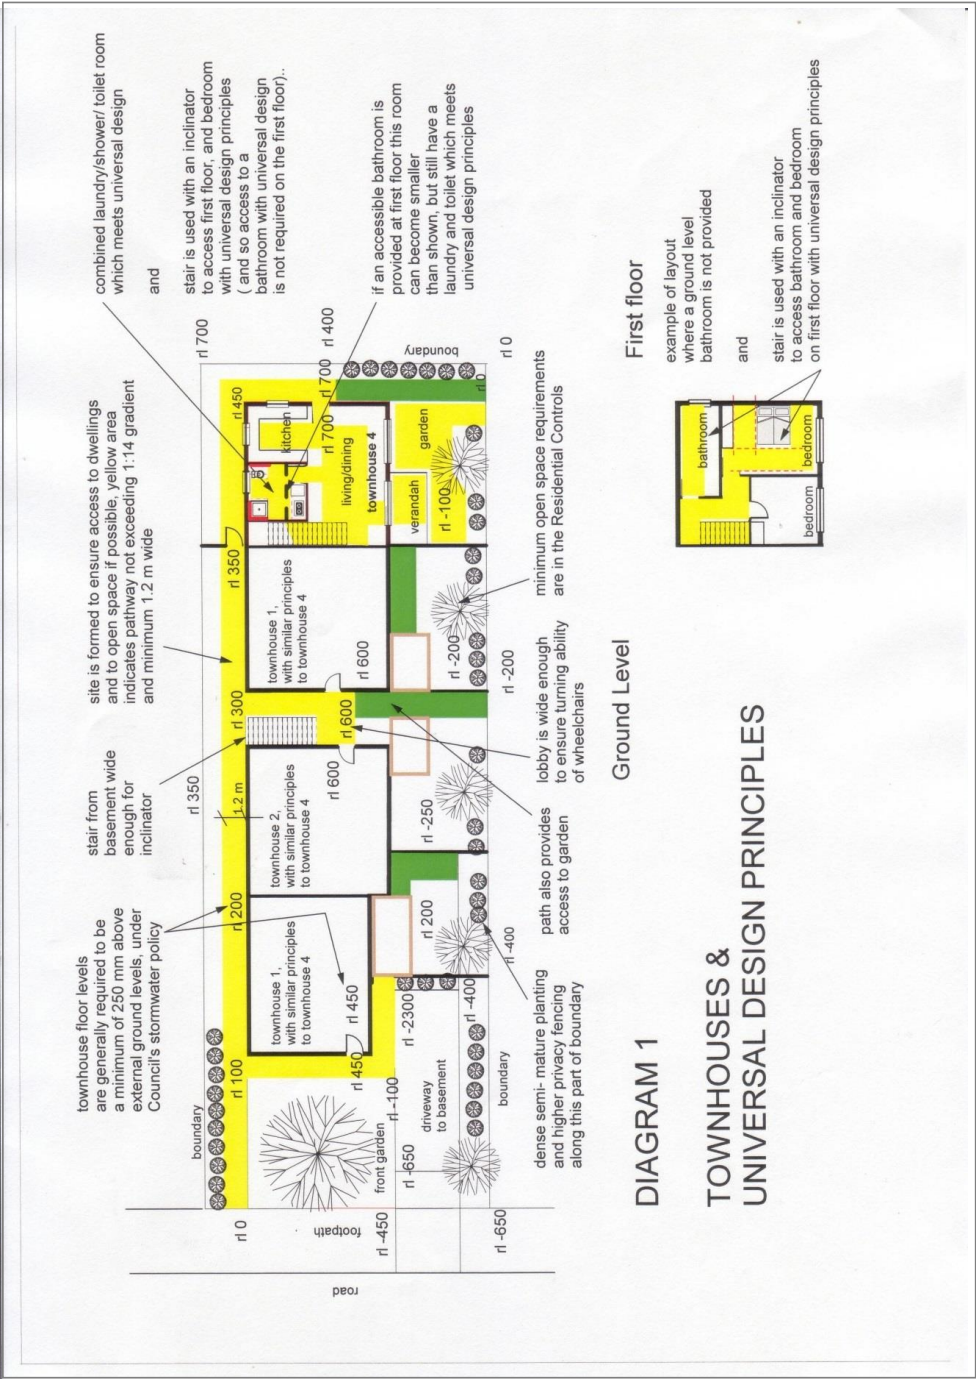 townhouse floor levels
are generally required to be
a minimum of 250 mm above
external ground levels, under
Council's stormwater policy
stair from
basement wide
enough for
inclinator
site is formed to ensure access to dwellings
and to open space if possible, yellow area
indicates pathway not exceeding 1:14 gradient
and minimum 1.2 m wide
combined laundry/shower/ toilet room
which meets universal design
and
stair is used with an inclinator
to access first floor, and bedroom
with universal design principles
( and so access to a
bathroom with universal design
is not required on the first floor)..
if an accessible bathroom is
provided at first floor this room
can become smaller
than shown, but still have a
laundry and toilet which meets
universal design principles
boundary
rl 350
rl 700
rl 400
rl 0
rl 100
rl 200
1.2 m
rl 300
rl 350
rl 450
townhouse 1,
with similar principles
to townhouse 4
rl 450
rl 450
townhouse 2,
with similar principles
to townhouse 4
rl 600
rl 600
townhouse 1,
with similar principles
to townhouse 4
rl 600
kitchen
living/dining
townhouse 4
rl 700
rl 700
verandah
garden
rl -100
rl 0
boundary
rl 0
road
footpath
front garden
rl -100
rl -450
rl -650
rl -650
driveway
to basement
rl -2300
rl -400
rl 200
rl -400
rl -250
rl -200
rl -200
boundary
dense semi- mature planting
and higher privacy fencing
along this part of boundary
path also provides
access to garden
lobby is wide enough
to ensure turning ability
of wheelchairs
minimum open space requirements
are in the Residential Controls
Ground Level
First floor
example of layout
where a ground level
bathroom is not provided
and
stair is used with an inclinator
to access bathroom and bedroom
on first floor with universal design principles
bathroom
bedroom
bedroom
DIAGRAM 1
TOWNHOUSES &
UNIVERSAL DESIGN PRINCIPLES